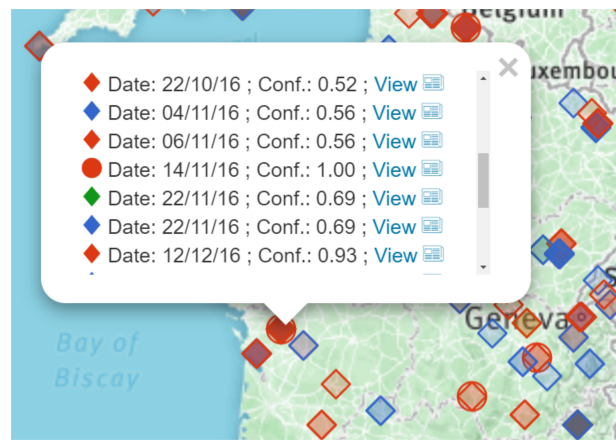 Belgium
×
Date: 22/10/16 ; Conf.: 0.52 ; View
Date: 04/11/16 ; Conf.: 0.56 ; View
Date: 06/11/16 ; Conf.: 0.56 ; View
Date: 14/11/16 ; Conf.: 1.00 ; View
Date: 22/11/16 ; Conf.: 0.69 ; View
Date: 22/11/16 ; Conf.: 0.69 ; View
Date: 12/12/16 ; Conf.: 0.93 ; View
uxembou
Geneva
Bay of
Biscay